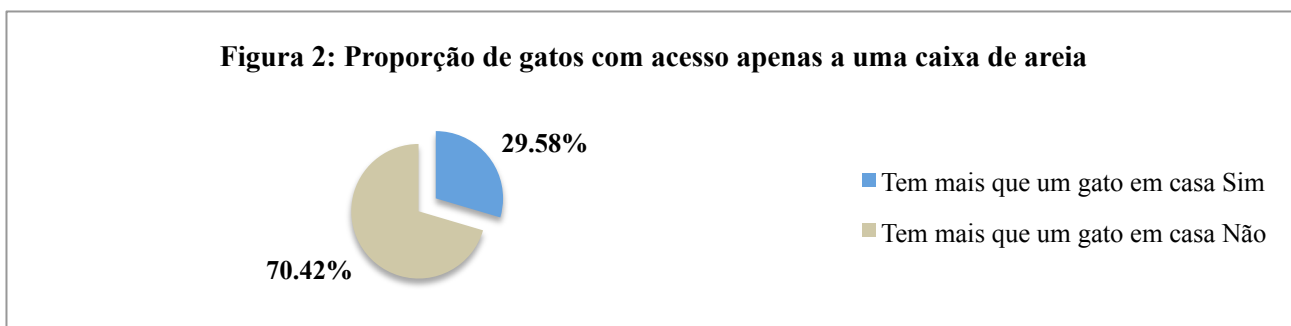 Figura 2: Proporção de gatos com acesso apenas a uma caixa de areia
29.58%
Tem mais que um gato em casa Sim
Tem mais que um gato em casa Não
70.42%